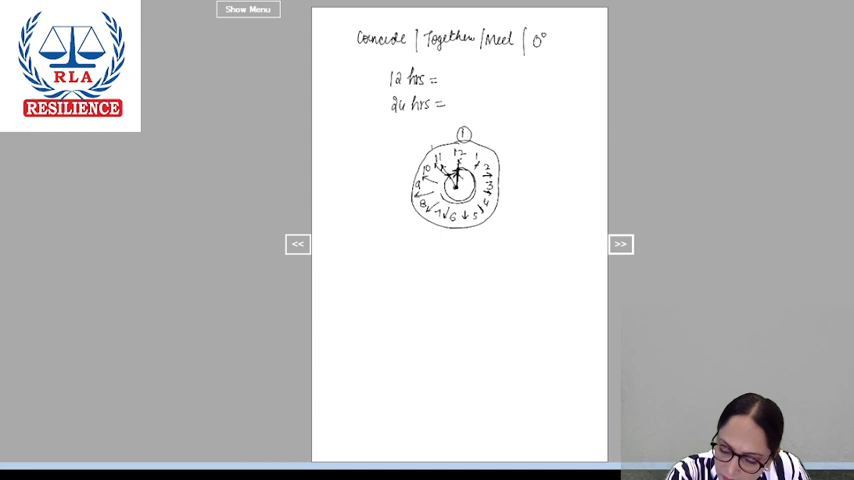 Show Menu
RLA
RESILIENCE
Coincide | Together / Meet | 0°
12 hrs =
24 hrs =
1
12
11 1
10 2
9 3
8 4
7 6 5
<<
>>